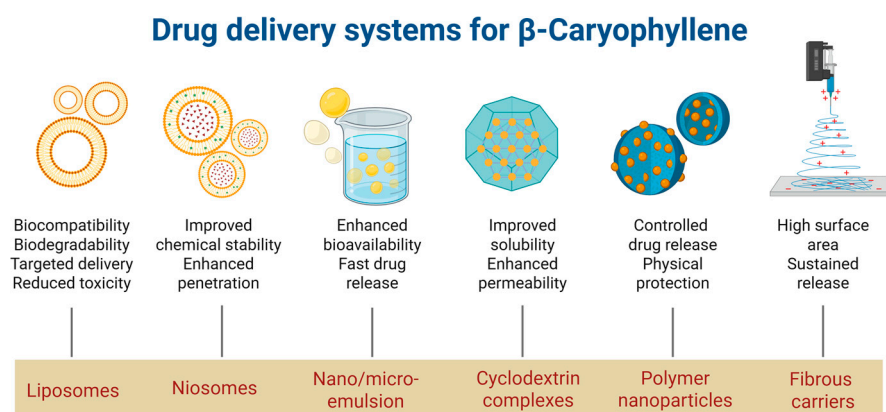 Drug delivery systems for β-Caryophyllene
Biocompatibility
Biodegradability
Targeted delivery
Reduced toxicity
Improved
chemical stability
Enhanced
penetration
Enhanced
bioavailability
Fast drug
release
Improved
solubility
Enhanced
permeability
Controlled
drug release
Physical
protection
High surface
area
Sustained
release
Liposomes
Niosomes
Nano/micro-
emulsion
Cyclodextrin
complexes
Polymer
nanoparticles
Fibrous
carriers